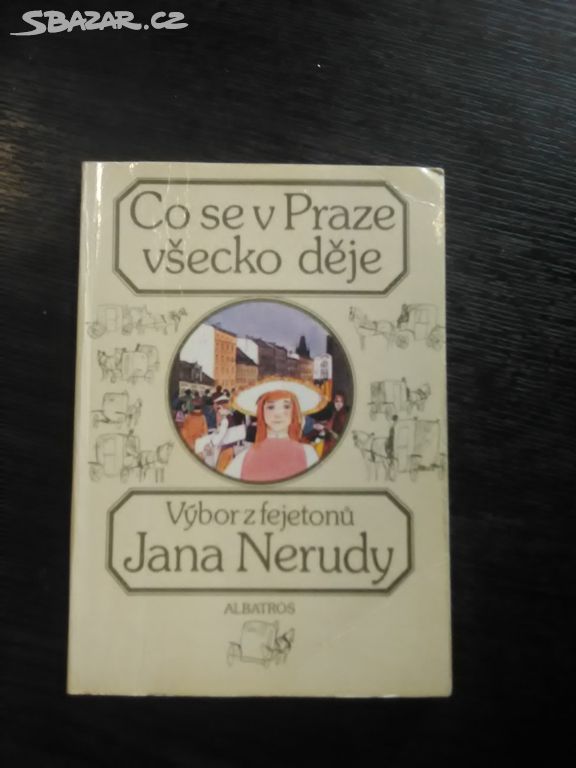 SBAZAR.CZ
Co se v Praze
všecko děje
Výbor z fejetonů
Jana Nerudy
ALBATROS